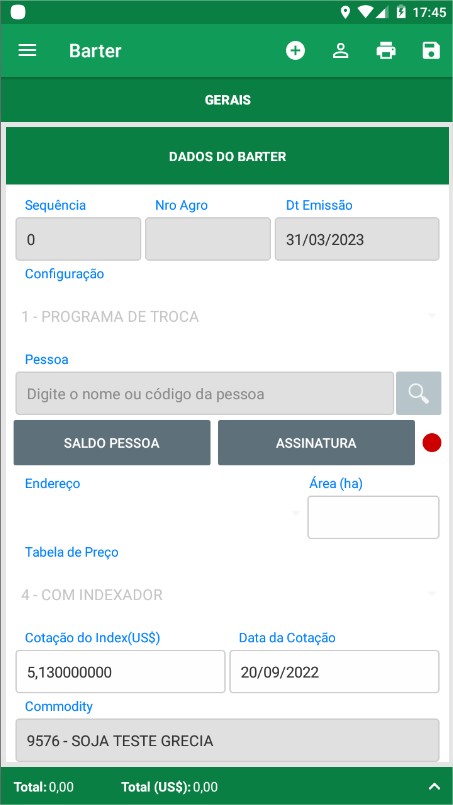 17:45
Barter
GERAIS
DADOS DO BARTER
Sequência Nro Agro Dt Emissão
0 31/03/2023
Configuração
1 - PROGRAMA DE TROCA
Pessoa
Digite o nome ou código da pessoa
SALDO PESSOA ASSINATURA
Endereço Área (ha)
Tabela de Preço
4 - COM INDEXADOR
Cotação do Index(US$) Data da Cotação
5,130000000 20/09/2022
Commodity
9576 - SOJA TESTE GRECIA
Total: 0,00 Total (US$): 0,00